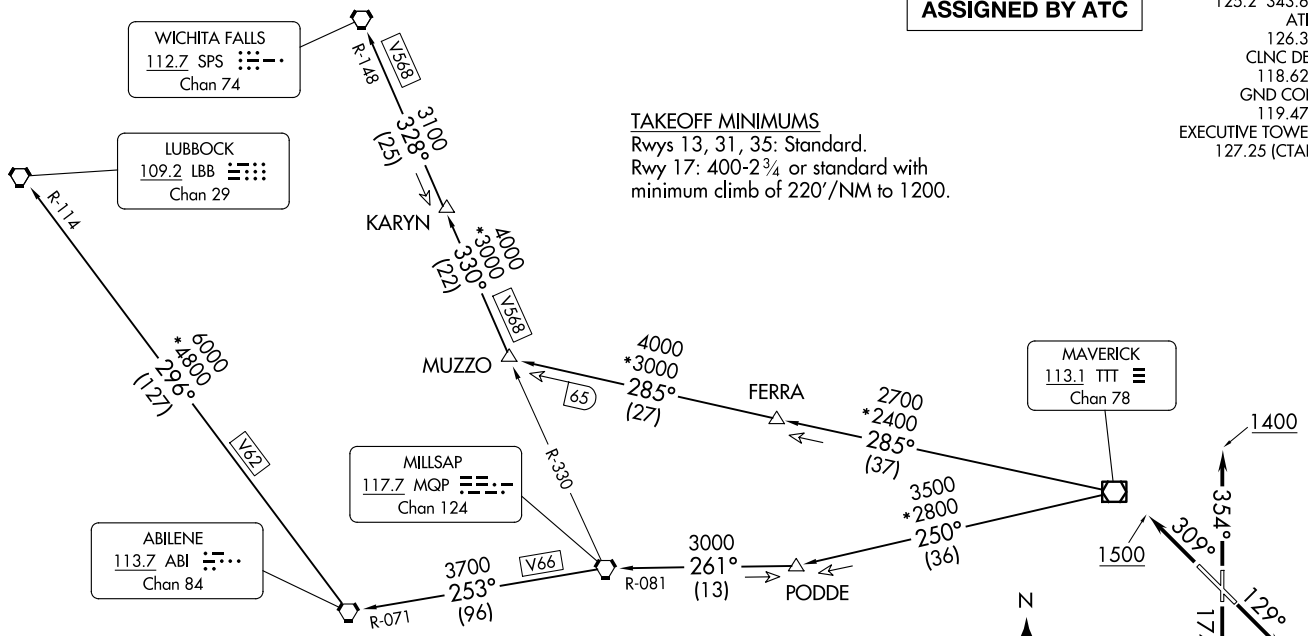 ASSIGNED BY ATC
125.2 343.6
126.3
118.62
119.47
EXECUTIVE TOWE
127.25 (CTA
WICHITA FALLS
112.7 SPS
Chan 74
R-148
V568
3100
328°
(25)
LUBBOCK
109.2 LBB
Chan 29
R-114
KARYN
4000
*3000
330°
(22)
V568
TAKEOFF MINIMUMS
Rwys 13, 31, 35: Standard.
Rwy 17: 400-2¾ or standard with
minimum climb of 220'/NM to 1200.
6000
*4800
296°
(127)
V62
MUZZO
65
4000
*3000
285°
(27)
FERRA
2700
*2400
285°
(37)
MAVERICK
113.1 TTT
Chan 78
1400
354°
309°
1500
129°
17
R-330
MILLSAP
117.7 MQP
Chan 124
3500
*2800
250°
(36)
ABILENE
113.7 ABI
Chan 84
R-071
3700
253°
(96)
V66
R-081
3000
261°
(13)
PODDE
N